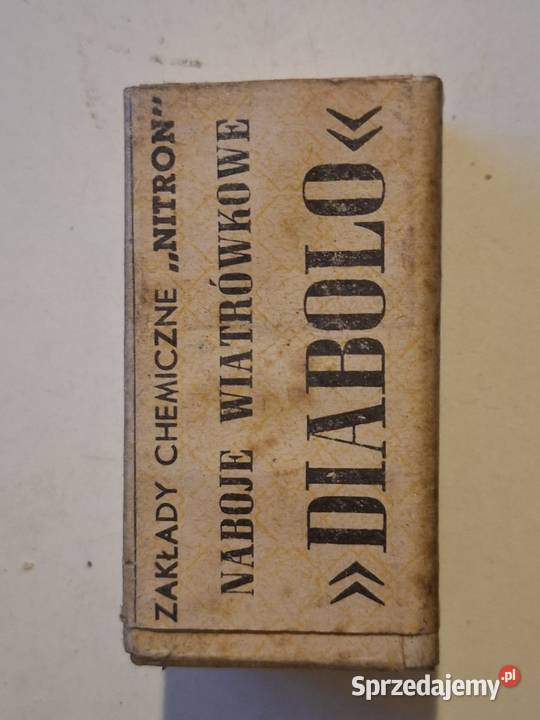 ZAKŁADY CHEMICZNE „NITRON”
NABOJE WIATRÓWKOWE
»DIABOLO«
Sprzedajemy.pl